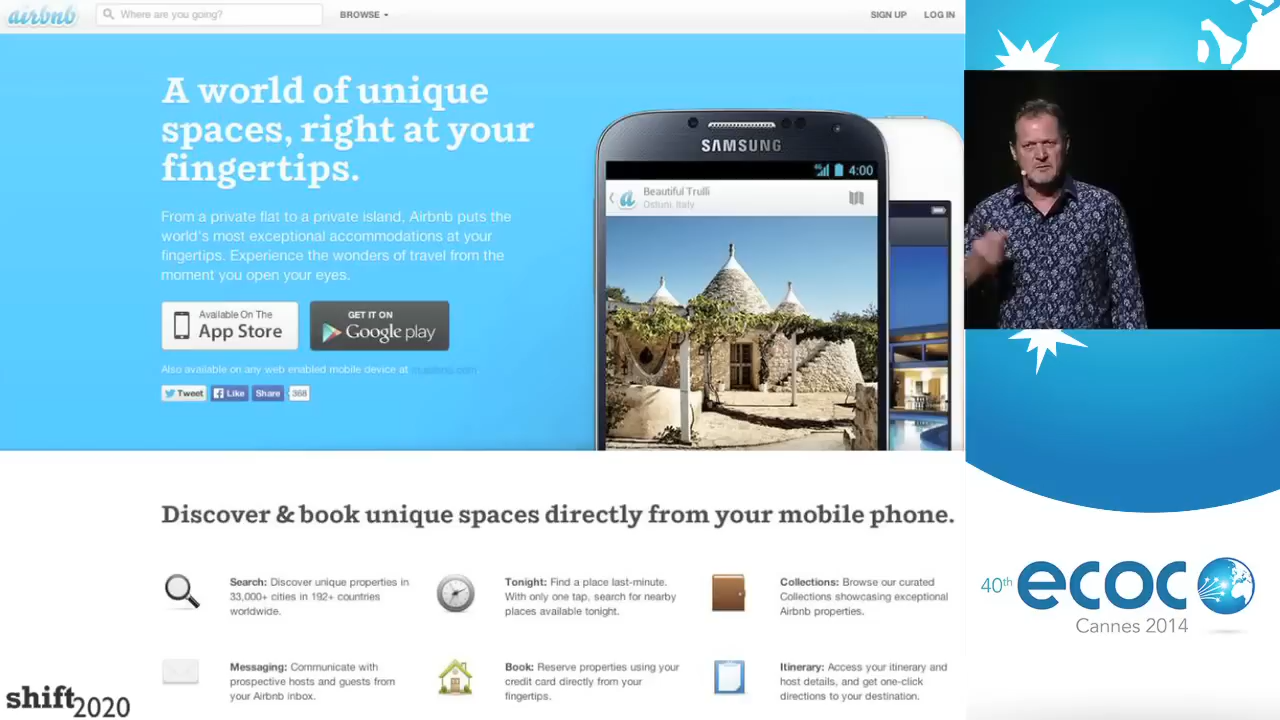 airbnb
Where are you going?
BROWSE
SIGN UP
LOG IN
A world of unique
spaces, right at your
fingertips.
From a private flat to a private island, Airbnb puts the
world's most exceptional accommodations at your
fingertips. Experience the wonders of travel from the
moment you open your eyes.
Available On The
App Store
GET IT ON
Google play
Also available on any web enabled mobile device at
Tweet
Like
Share
368
SAMSUNG
4G
4:00
a
Beautiful Trulli
Ostuni, Italy
Discover & book unique spaces directly from your mobile phone.
Search: Discover unique properties in
33,000+ cities in 192+ countries
worldwide.
Tonight: Find a place last-minute.
With only one tap, search for nearby
places available tonight.
Collections: Browse our curated
Collections showcasing exceptional
Airbnb properties.
Messaging: Communicate with
prospective hosts and guests from
your Airbnb inbox.
Book: Reserve properties using your
credit card directly from your
fingertips.
Itinerary: Access your itinerary and
host details, and get one-click
directions to your destination.
shift2020
40th ecoc
Cannes 2014